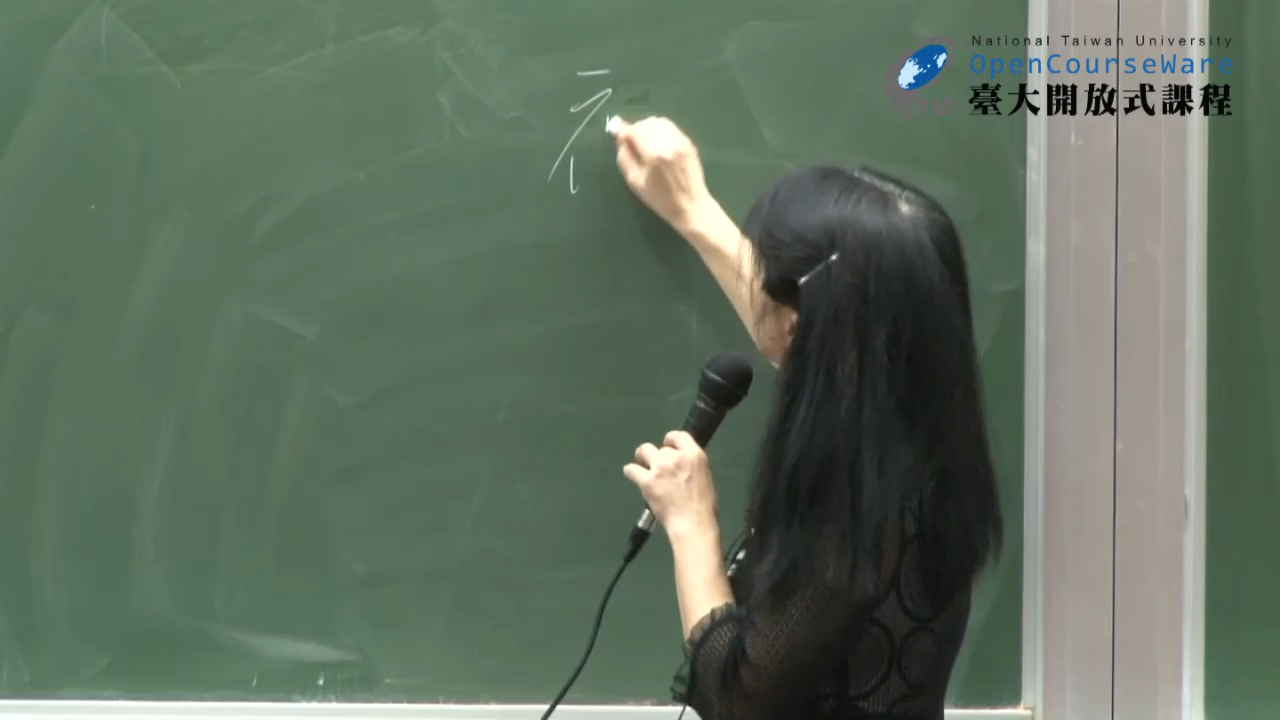 National Taiwan University
OpenCourseWare
臺大開放式課程